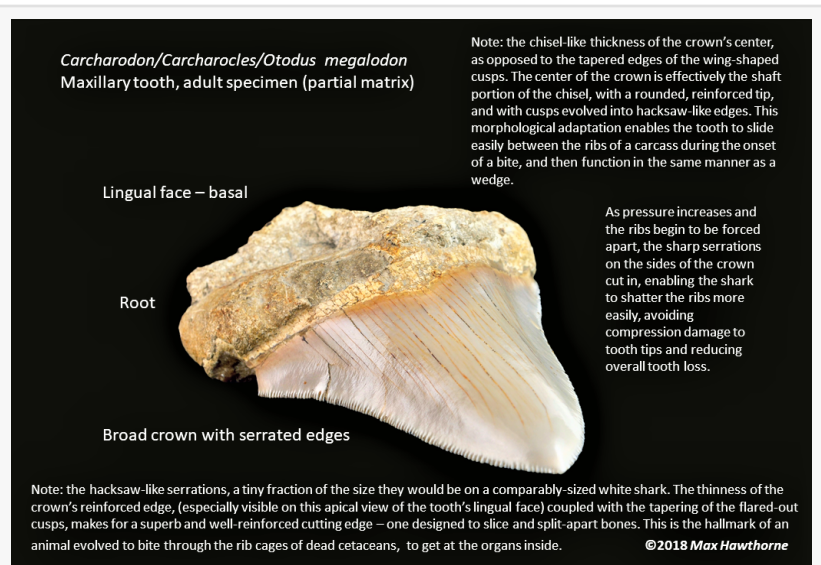 Carcharodon/Carcharocles/Otodus megalodon
Maxillary tooth, adult specimen (partial matrix)
Note: the chisel-like thickness of the crown's center,
as opposed to the tapered edges of the wing-shaped
cusps. The center of the crown is effectively the shaft
portion of the chisel, with a rounded, reinforced tip,
and with cusps evolved into hacksaw-like edges. This
morphological adaptation enables the tooth to slide
easily between the ribs of a carcass during the onset
of a bite, and then function in the same manner as a
wedge.
Lingual face – basal
As pressure increases and
the ribs begin to be forced
apart, the sharp serrations
on the sides of the crown
cut in, enabling the shark
to shatter the ribs more
easily, avoiding
compression damage to
tooth tips and reducing
overall tooth loss.
Root
Broad crown with serrated edges
Note: the hacksaw-like serrations, a tiny fraction of the size they would be on a comparably-sized white shark. The thinness of the
crown's reinforced edge, (especially visible on this apical view of the tooth's lingual face) coupled with the tapering of the flared-out
cusps, makes for a superb and well-reinforced cutting edge – one designed to slice and split-apart bones. This is the hallmark of an
animal evolved to bite through the rib cages of dead cetaceans, to get at the organs inside.
©2018 Max Hawthorne